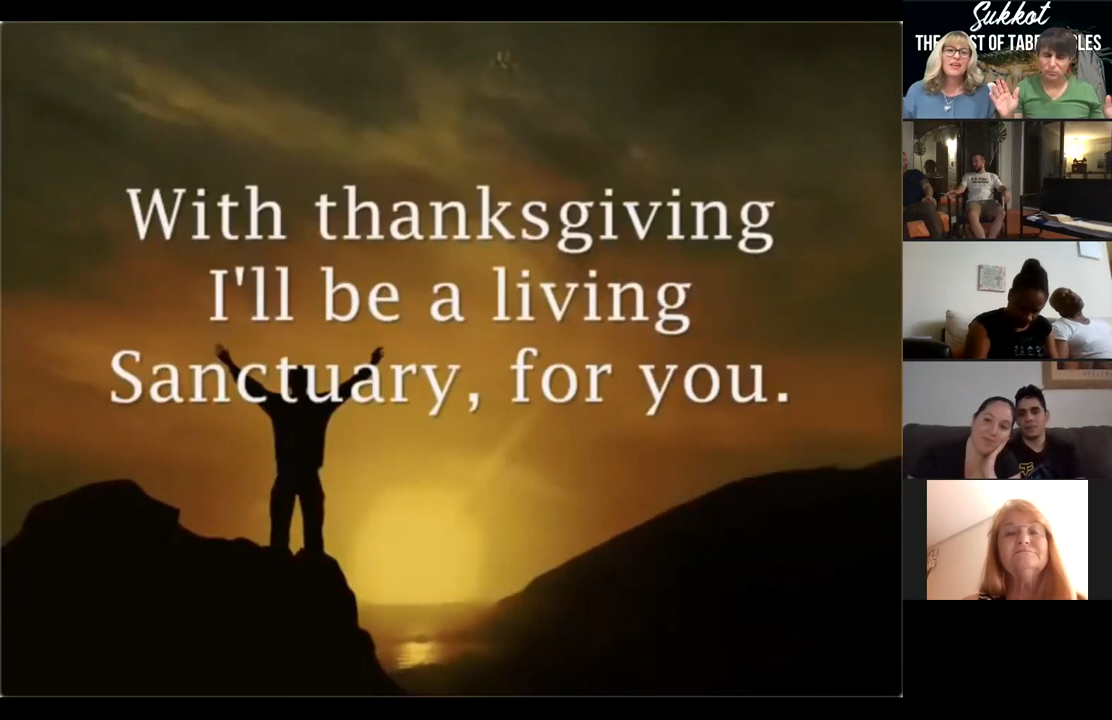 With thanksgiving
I'll be a living
Sanctuary, for you.
Sukkot